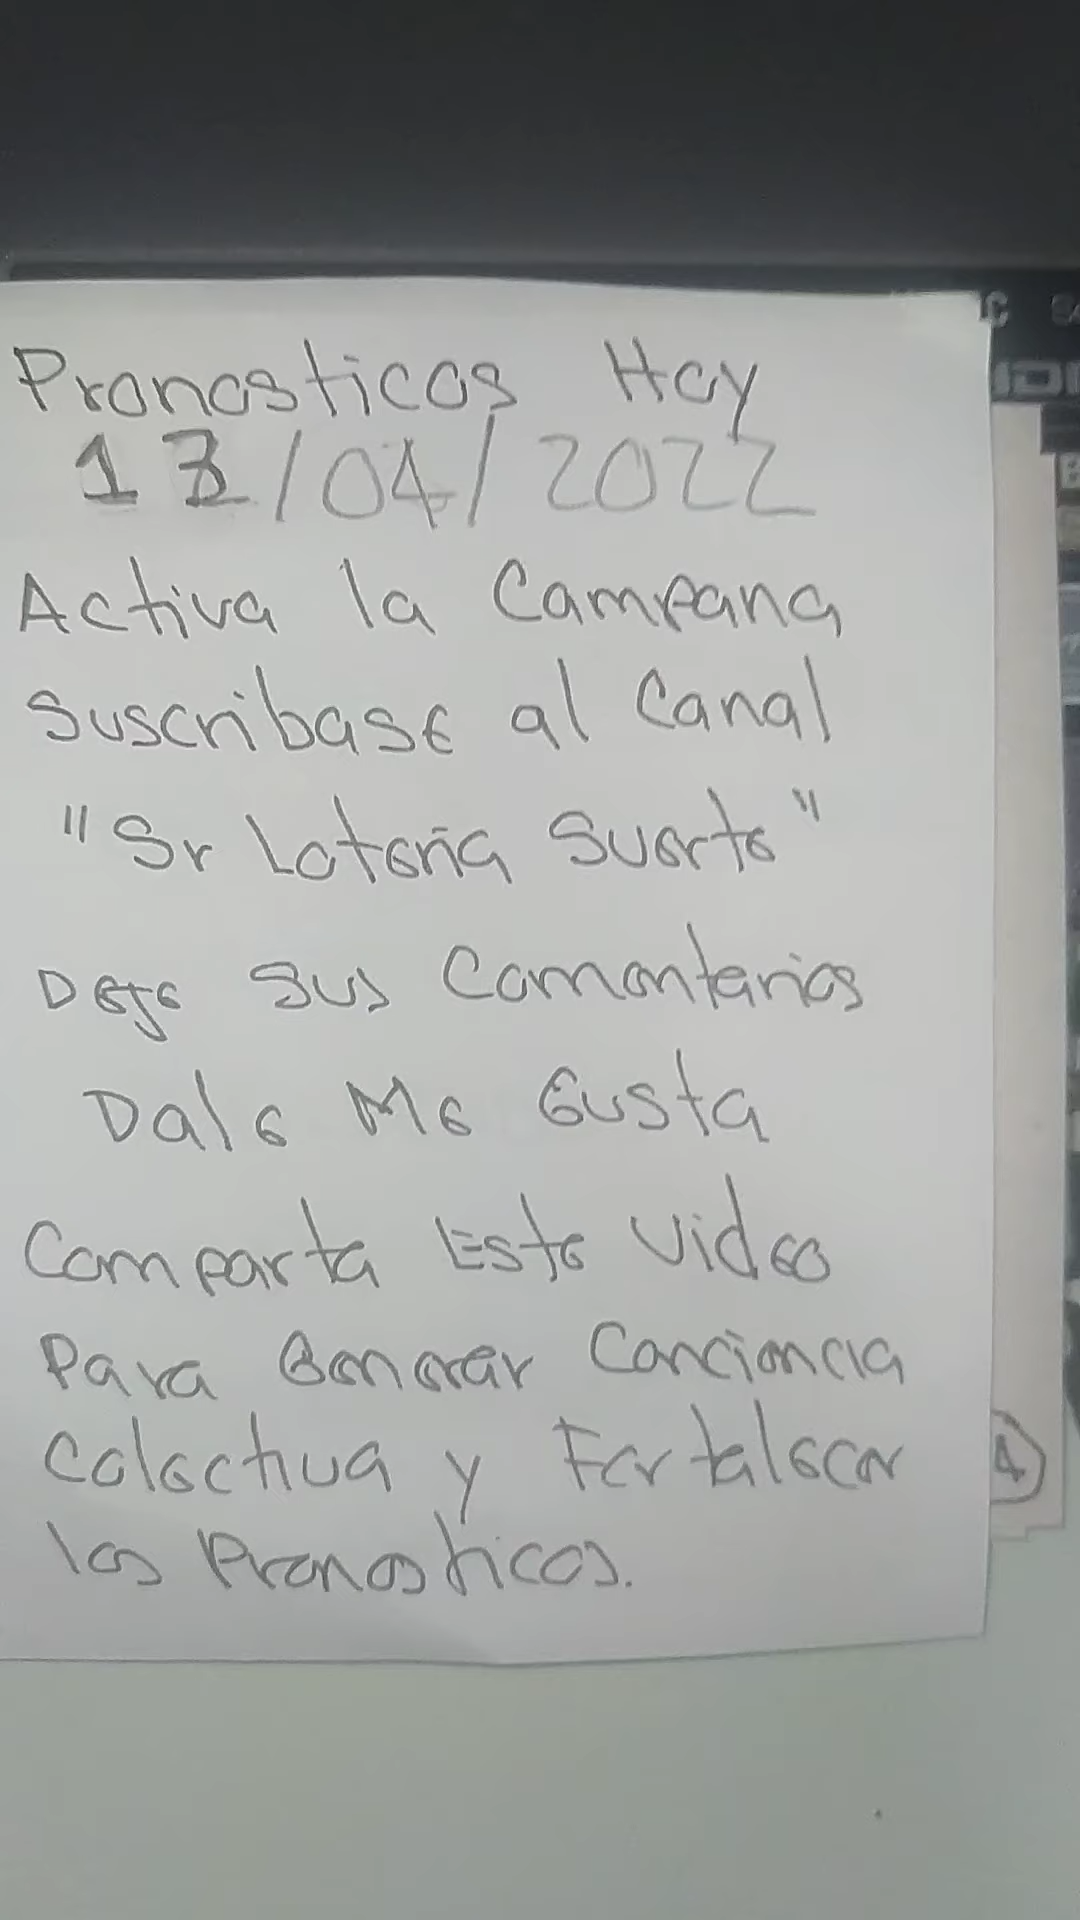 Pronosticos Hoy
13/04/2022
Activa la Campana
Suscribase al Canal
"Sr Loteria Suerte"
Deje sus Comentarios
Dale Me Gusta
Comparta Este video
Para Generar Conciencia
Colectiva y Fortalecer
los Pronosticos.